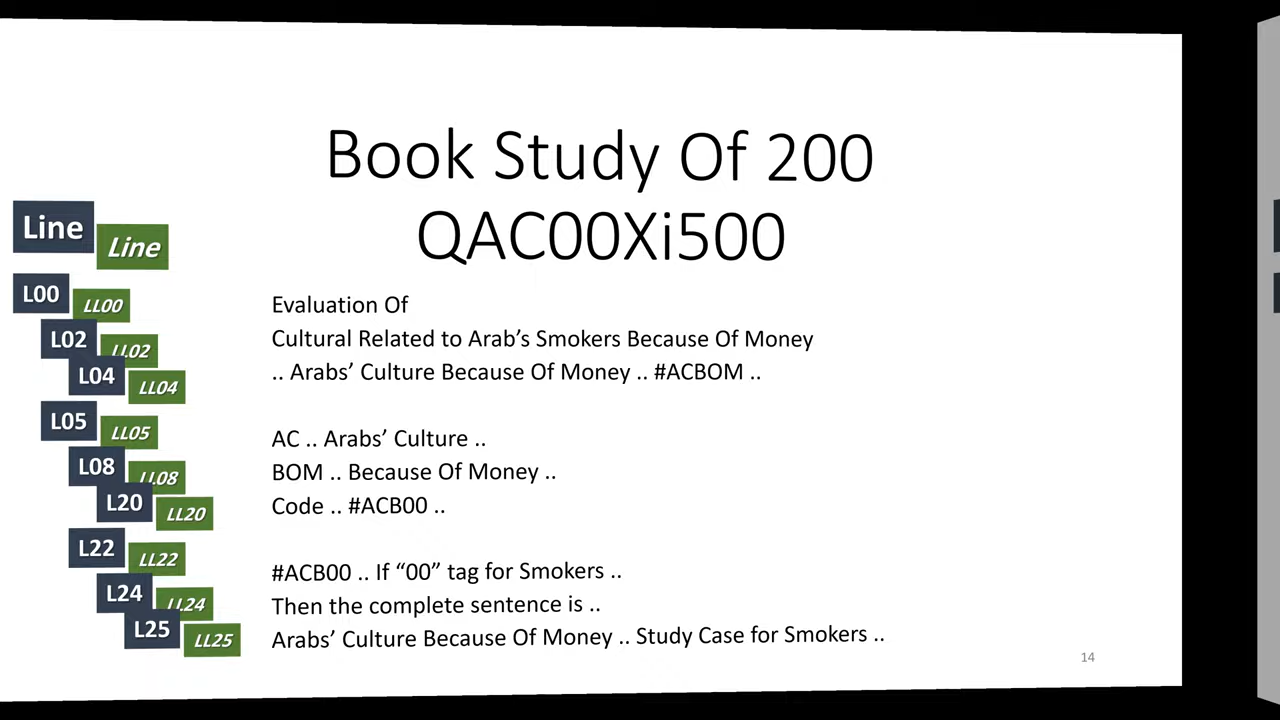 Book Study Of 200
QAC00Xi500
Line
Line
L00
LL00
L02
LL02
L04
LL04
L05
LL05
L08
LL08
L20
LL20
L22
LL22
L24
LL24
L25
LL25
Evaluation Of
Cultural Related to Arab’s Smokers Because Of Money
.. Arabs’ Culture Because Of Money .. #ACBOM ..
AC .. Arabs’ Culture ..
BOM .. Because Of Money ..
Code .. #ACB00 ..
#ACB00 .. If “00” tag for Smokers ..
Then the complete sentence is ..
Arabs’ Culture Because Of Money .. Study Case for Smokers ..
14